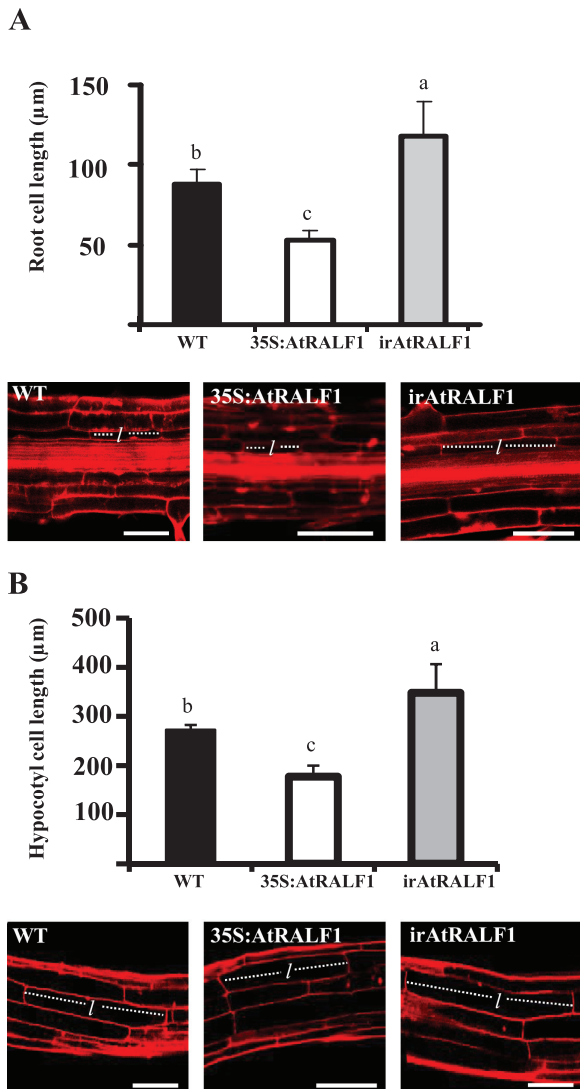 A
Root cell length (µm)
150
100
50
a
b
c
WT
35S:AtRALF1
irAtRALF1
WT
35S:AtRALF1
irAtRALF1
l
l
l
B
Hypocotyl cell length (µm)
500
400
300
200
100
a
b
c
WT
35S:AtRALF1
irAtRALF1
WT
35S:AtRALF1
irAtRALF1
l
l
l